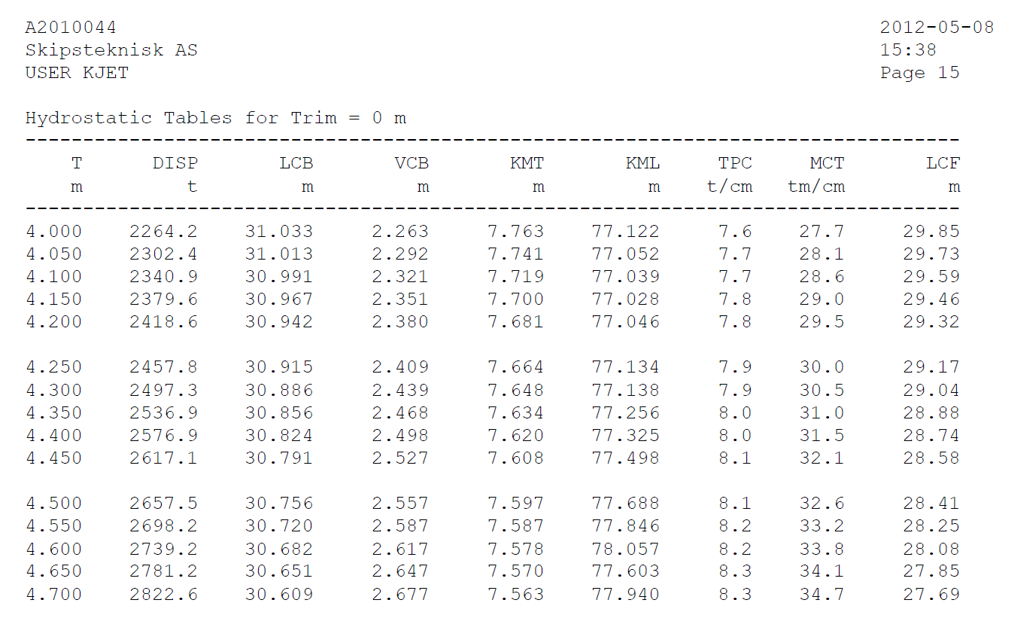 A2010044 2012-05-08
Skipsteknisk AS 15:38
USER KJET Page 15
Hydrostatic Tables for Trim = 0 m
--------------------------------------------------------------------------------
T DISP LCB VCB KMT KML TPC MCT LCF
m t m m m m t/cm tm/cm m
--------------------------------------------------------------------------------
4.000 2264.2 31.033 2.263 7.763 77.122 7.6 27.7 29.85
4.050 2302.4 31.013 2.292 7.741 77.052 7.7 28.1 29.73
4.100 2340.9 30.991 2.321 7.719 77.039 7.7 28.6 29.59
4.150 2379.6 30.967 2.351 7.700 77.028 7.8 29.0 29.46
4.200 2418.6 30.942 2.380 7.681 77.046 7.8 29.5 29.32
4.250 2457.8 30.915 2.409 7.664 77.134 7.9 30.0 29.17
4.300 2497.3 30.886 2.439 7.648 77.138 7.9 30.5 29.04
4.350 2536.9 30.856 2.468 7.634 77.256 8.0 31.0 28.88
4.400 2576.9 30.824 2.498 7.620 77.325 8.0 31.5 28.74
4.450 2617.1 30.791 2.527 7.608 77.498 8.1 32.1 28.58
4.500 2657.5 30.756 2.557 7.597 77.688 8.1 32.6 28.41
4.550 2698.2 30.720 2.587 7.587 77.846 8.2 33.2 28.25
4.600 2739.2 30.682 2.617 7.578 78.057 8.2 33.8 28.08
4.650 2781.2 30.651 2.647 7.570 77.603 8.3 34.1 27.85
4.700 2822.6 30.609 2.677 7.563 77.940 8.3 34.7 27.69